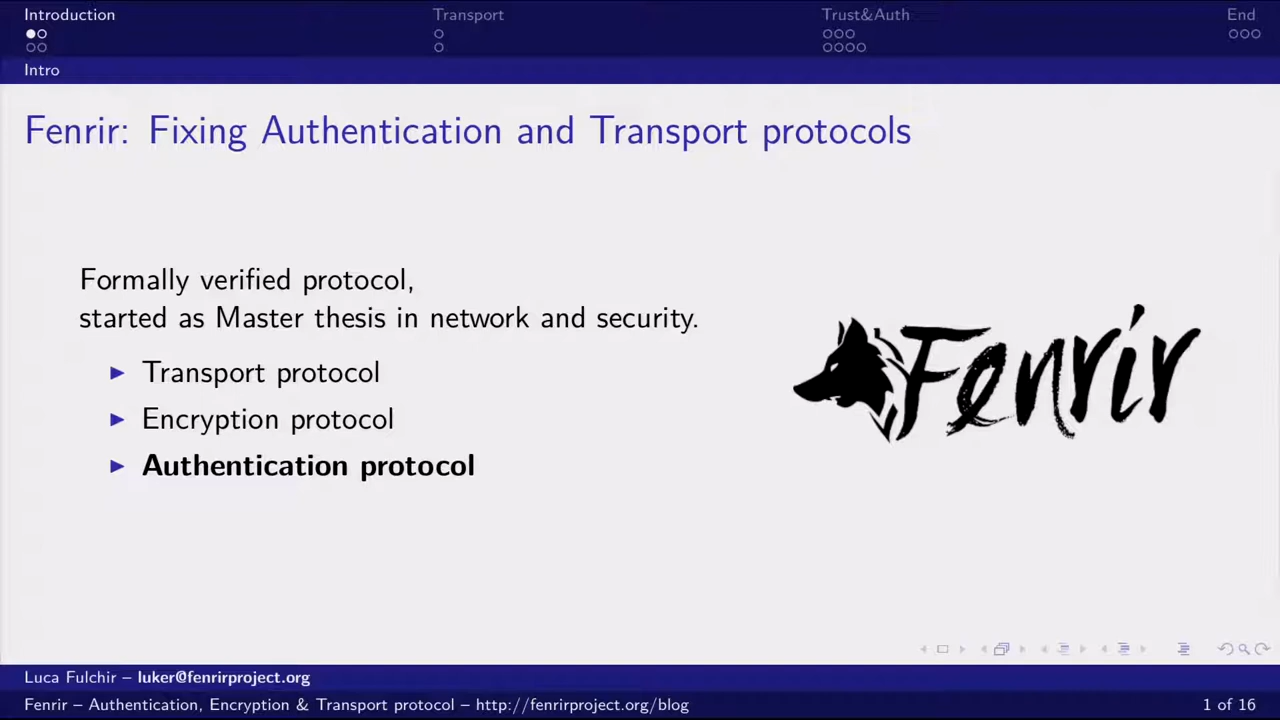 Introduction
Transport
Trust&Auth
End
Intro
Fenrir: Fixing Authentication and Transport protocols
Formally verified protocol,
started as Master thesis in network and security.
Transport protocol
Encryption protocol
Authentication protocol
Fenrir
Luca Fulchir – luker@fenrirproject.org
Fenrir – Authentication, Encryption & Transport protocol – http://fenrirproject.org/blog
1 of 16